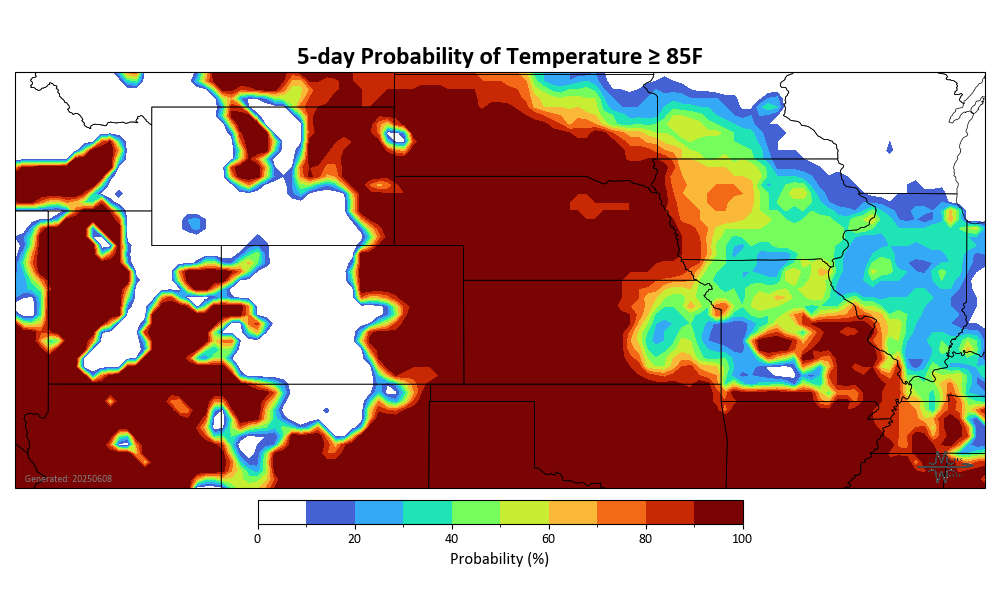 5-day Probability of Temperature ≥ 85F
Generated: 20250608
0 20 40 60 80 100
Probability (%)